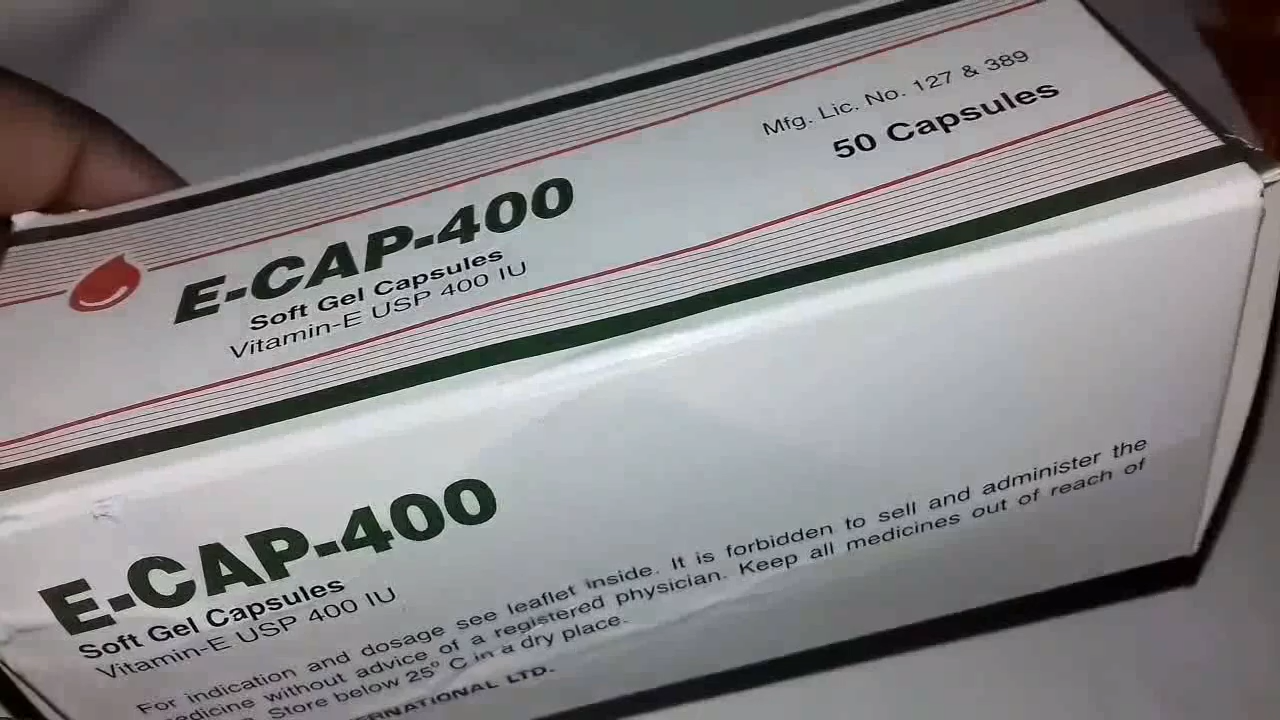 Mfg. Lic. No. 127 & 389
50 Capsules
E-CAP-400
Soft Gel Capsules
Vitamin-E USP 400 IU
E-CAP-400
Soft Gel Capsules
Vitamin-E USP 400 IU
For indication and dosage see leaflet inside. It is forbidden to sell and administer the
without advice of a registered physician. Keep all medicines out of reach of
Store below 25° C in a dry place.
LTD.